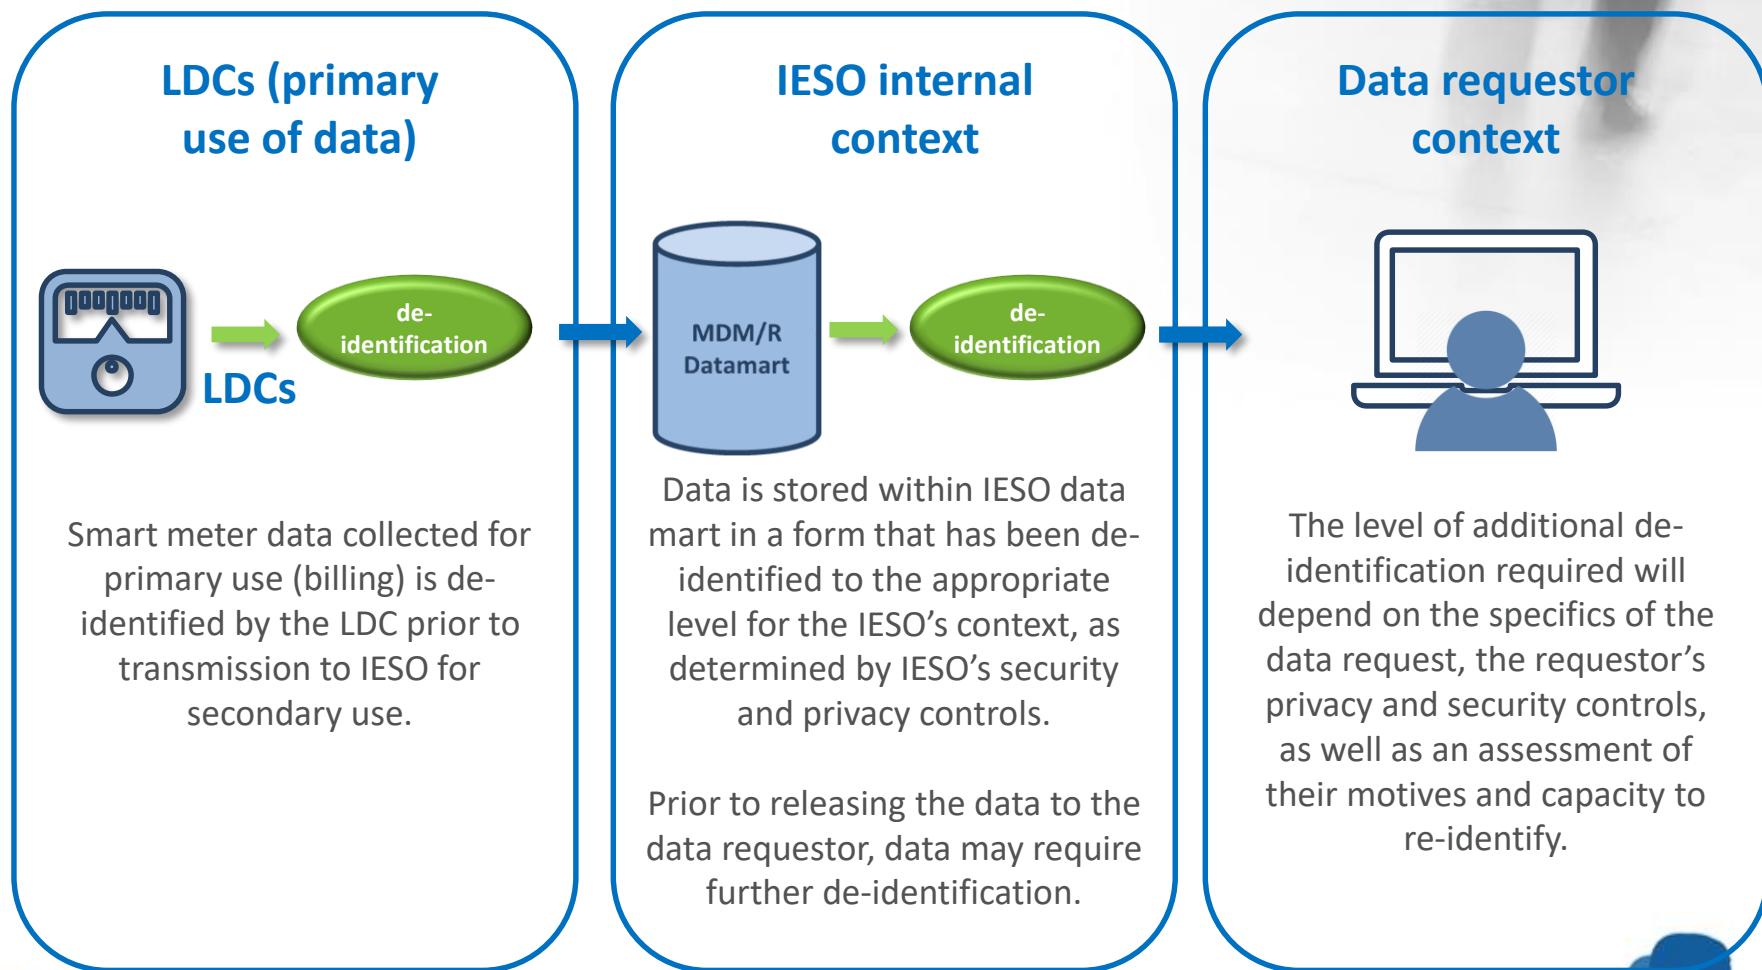 LDCs (primary
use of data)
de-
identification
LDCs
Smart meter data collected for
primary use (billing) is de-
identified by the LDC prior to
transmission to IESO for
secondary use.
IESO internal
context
MDM/R
Datamart
de-
identification
Data is stored within IESO data
mart in a form that has been de-
identified to the appropriate
level for the IESO’s context, as
determined by IESO’s security
and privacy controls.
Prior to releasing the data to the
data requestor, data may require
further de-identification.
Data requestor
context
The level of additional de-
identification required will
depend on the specifics of the
data request, the requestor’s
privacy and security controls,
as well as an assessment of
their motives and capacity to
re-identify.